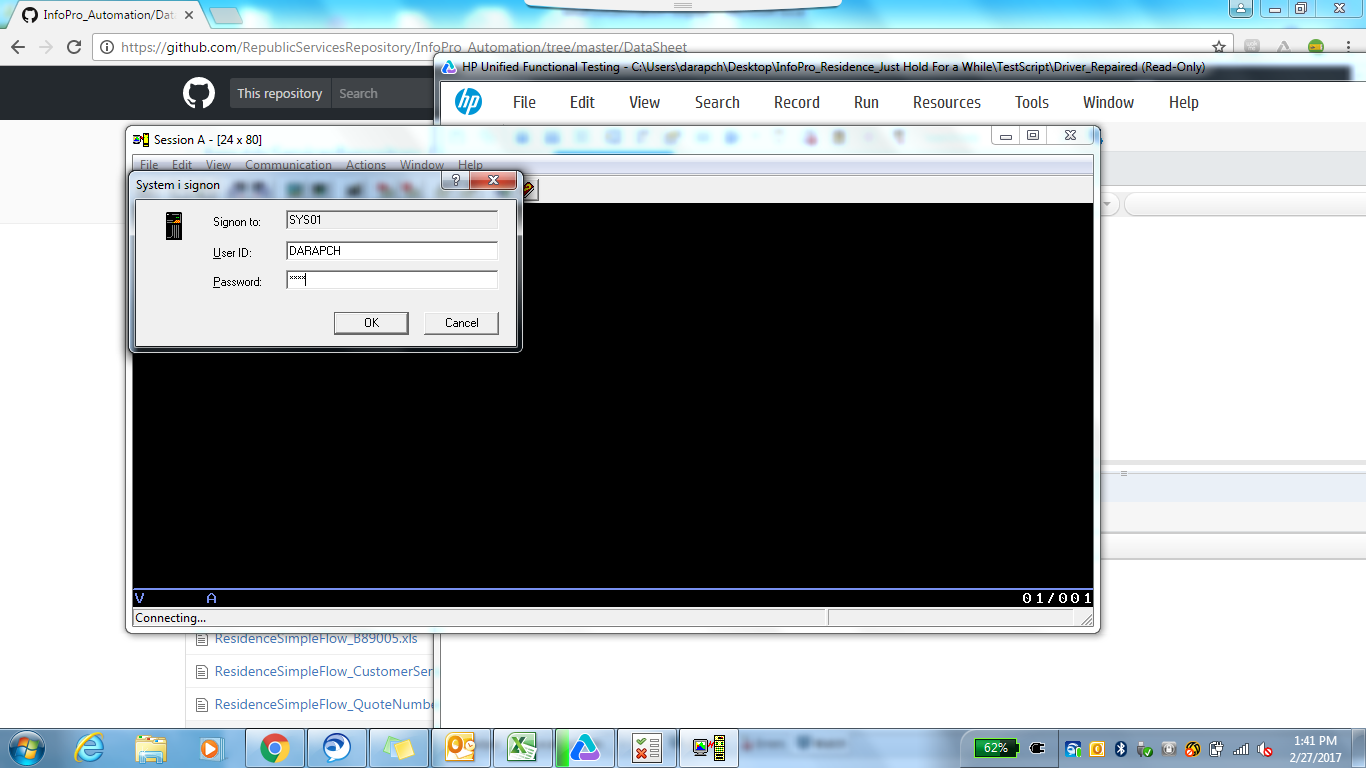 InfoPro_Automation/Dat
https://github.com/RepublicServicesRepository/InfoPro_Automation/tree/master/DataSheet
This repository
Search
HP Unified Functional Testing - C:\Users\darapch\Desktop\InfoPro_Residence_Just Hold For a While\TestScript\Driver_Repaired (Read-Only)
hp
File Edit View Search Record Run Resources Tools Window Help
Session A - [24 x 80]
File Edit View Communication Actions Window Help
System i signon
Signon to: SYS01
User ID: DARAPCH
Password: ****
OK Cancel
V A 01/001
Connecting...
ResidenceSimpleFlow_B89005.xls
ResidenceSimpleFlow_CustomerSer
ResidenceSimpleFlow_QuoteNumbe
62%
1:41 PM
2/27/2017